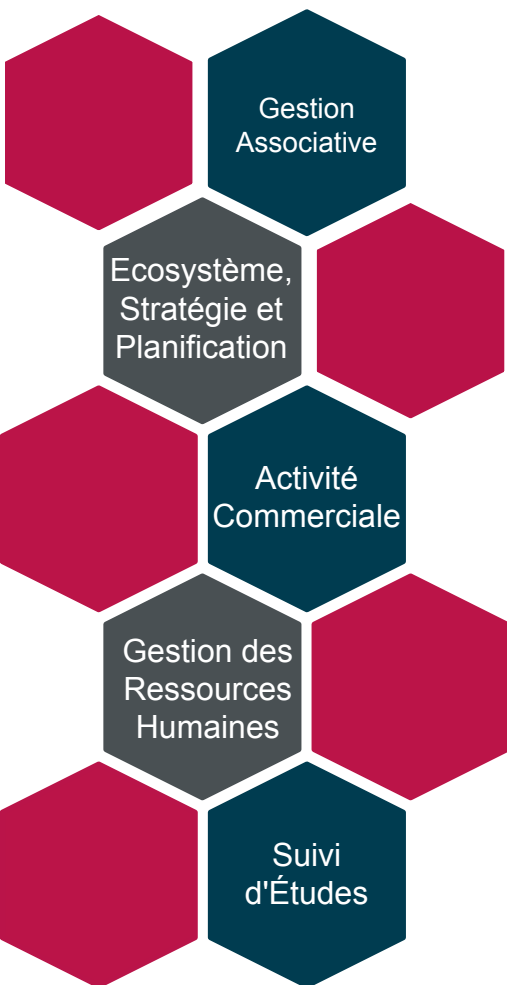 Gestion
Associative
Ecosystème,
Stratégie et
Planification
Activité
Commerciale
Gestion des
Ressources
Humaines
Suivi
d'Études